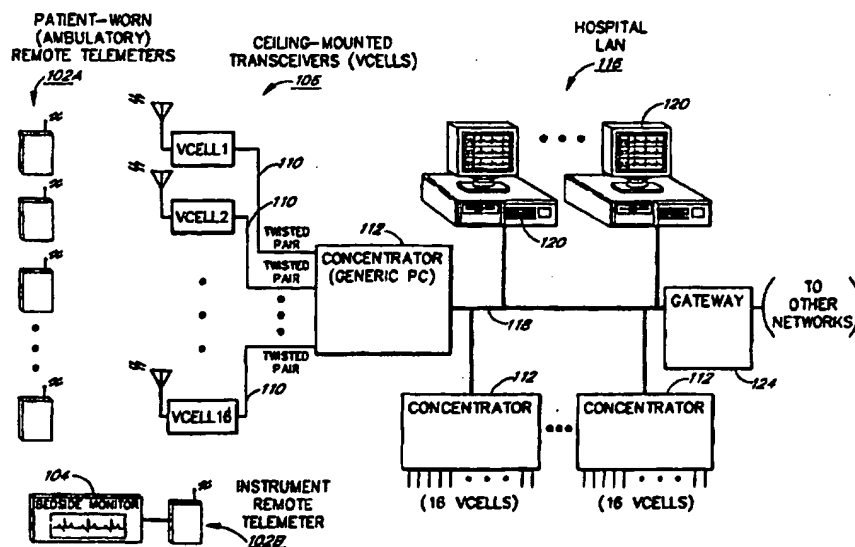 PATIENT-WORN
(AMBULATORY)
REMOTE TELEMETERS
102A
CEILING-MOUNTED
TRANSCEIVERS (VCELLS)
106
HOSPITAL
LAN
116
120
VCELL1
110
VCELL2
110
TWISTED
PAIR
TWISTED
PAIR
TWISTED
PAIR
112
CONCENTRATOR
(GENERIC PC)
120
118
GATEWAY
124
(TO
OTHER
NETWORKS)
VCELL16
110
112
CONCENTRATOR
(16 VCELLS)
112
CONCENTRATOR
(16 VCELLS)
104
BEDSIDE MONITOR
INSTRUMENT
REMOTE
TELEMETER
102B